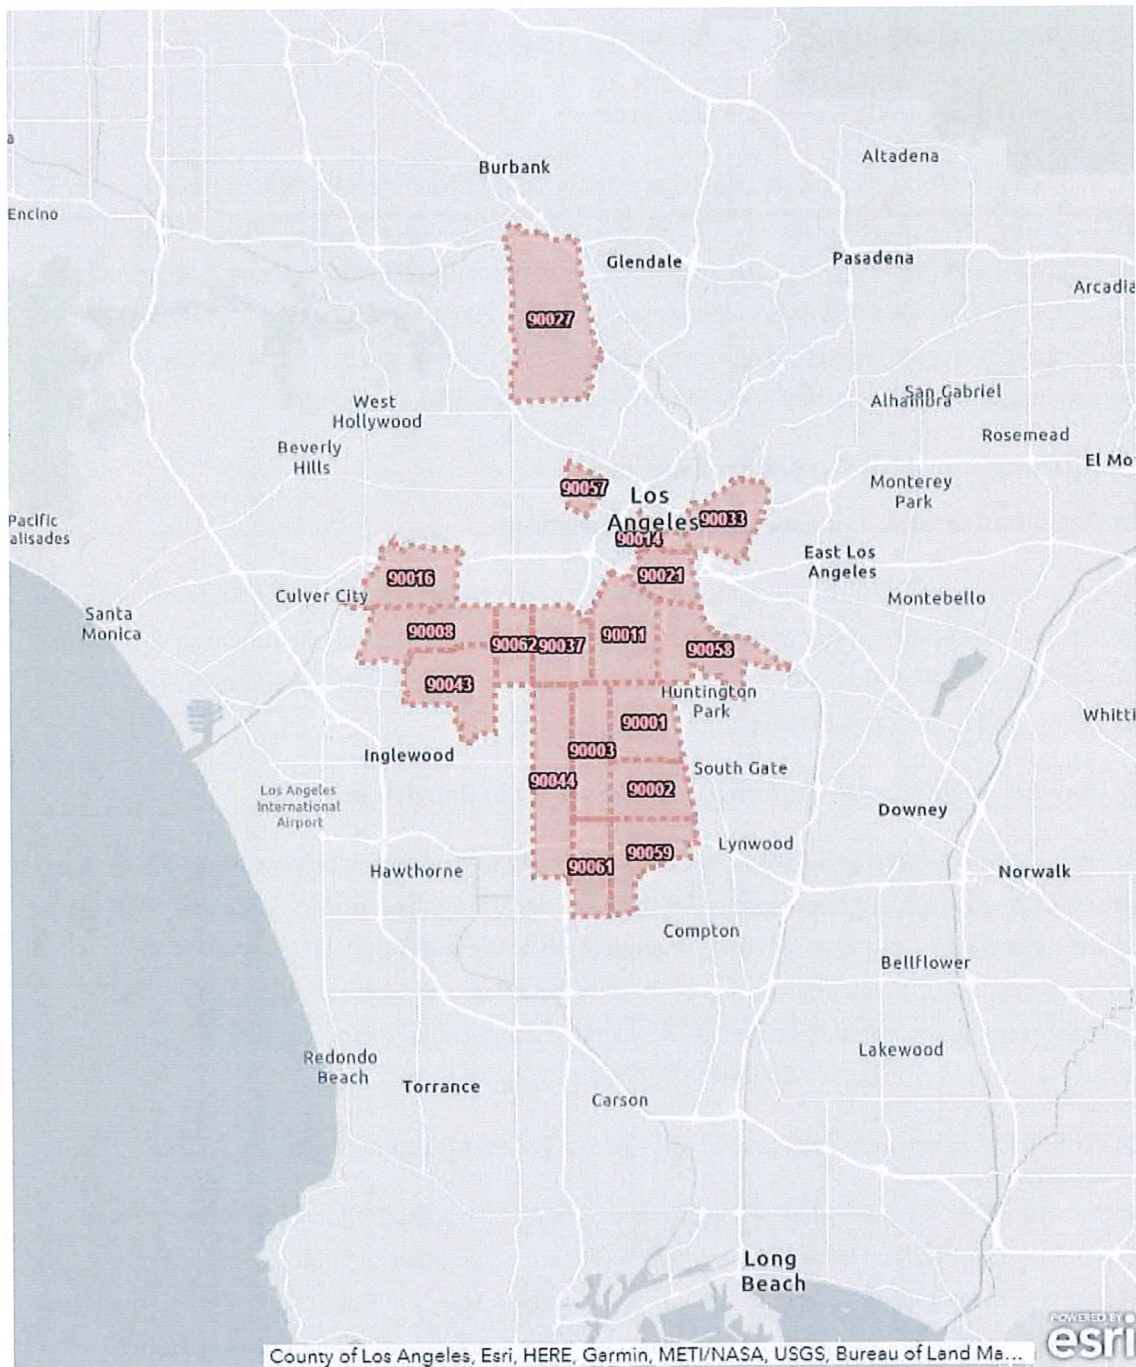 Burbank
Altadena
Encino
Glendale
Pasadena
Arcadia
90027
West
Hollywood
San Gabriel
Alhambra
Rosemead
Beverly
Hills
El Mo
90057
Los
Angeles
Monterey
Park
Pacific
alisades
90033
90014
East Los
Angeles
90016
90021
Culver City
Montebello
Santa
Monica
90008
90062
90037
90011
90058
90043
Huntington
Park
90001
Whitti
Inglewood
90003
South Gate
90044
90002
Los Angeles
International
Airport
Downey
Lynwood
90059
90061
Hawthorne
Norwalk
Compton
Bellflower
Lakewood
Redondo
Beach
Torrance
Carson
Long
Beach
POWERED BY
esri
County of Los Angeles, Esri, HERE, Garmin, METI/NASA, USGS, Bureau of Land Ma...